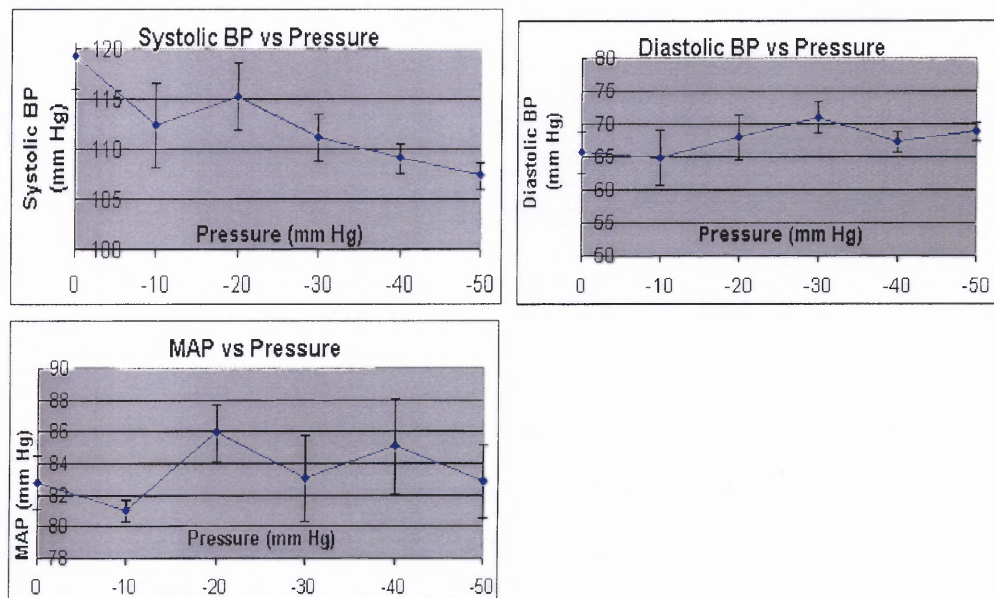 Systolic BP vs Pressure
Systolic BP
(mm Hg)
120
115
110
105
100
Pressure (mm Hg)
0 -10 -20 -30 -40 -50
Diastolic BP vs Pressure
Diastolic BP
(mm Hg)
80
75
70
65
60
55
50
Pressure (mm Hg)
0 -10 -20 -30 -40 -50
MAP vs Pressure
MAP (mm Hg)
90
88
86
84
82
80
78
Pressure (mm Hg)
0 -10 -20 -30 -40 -50